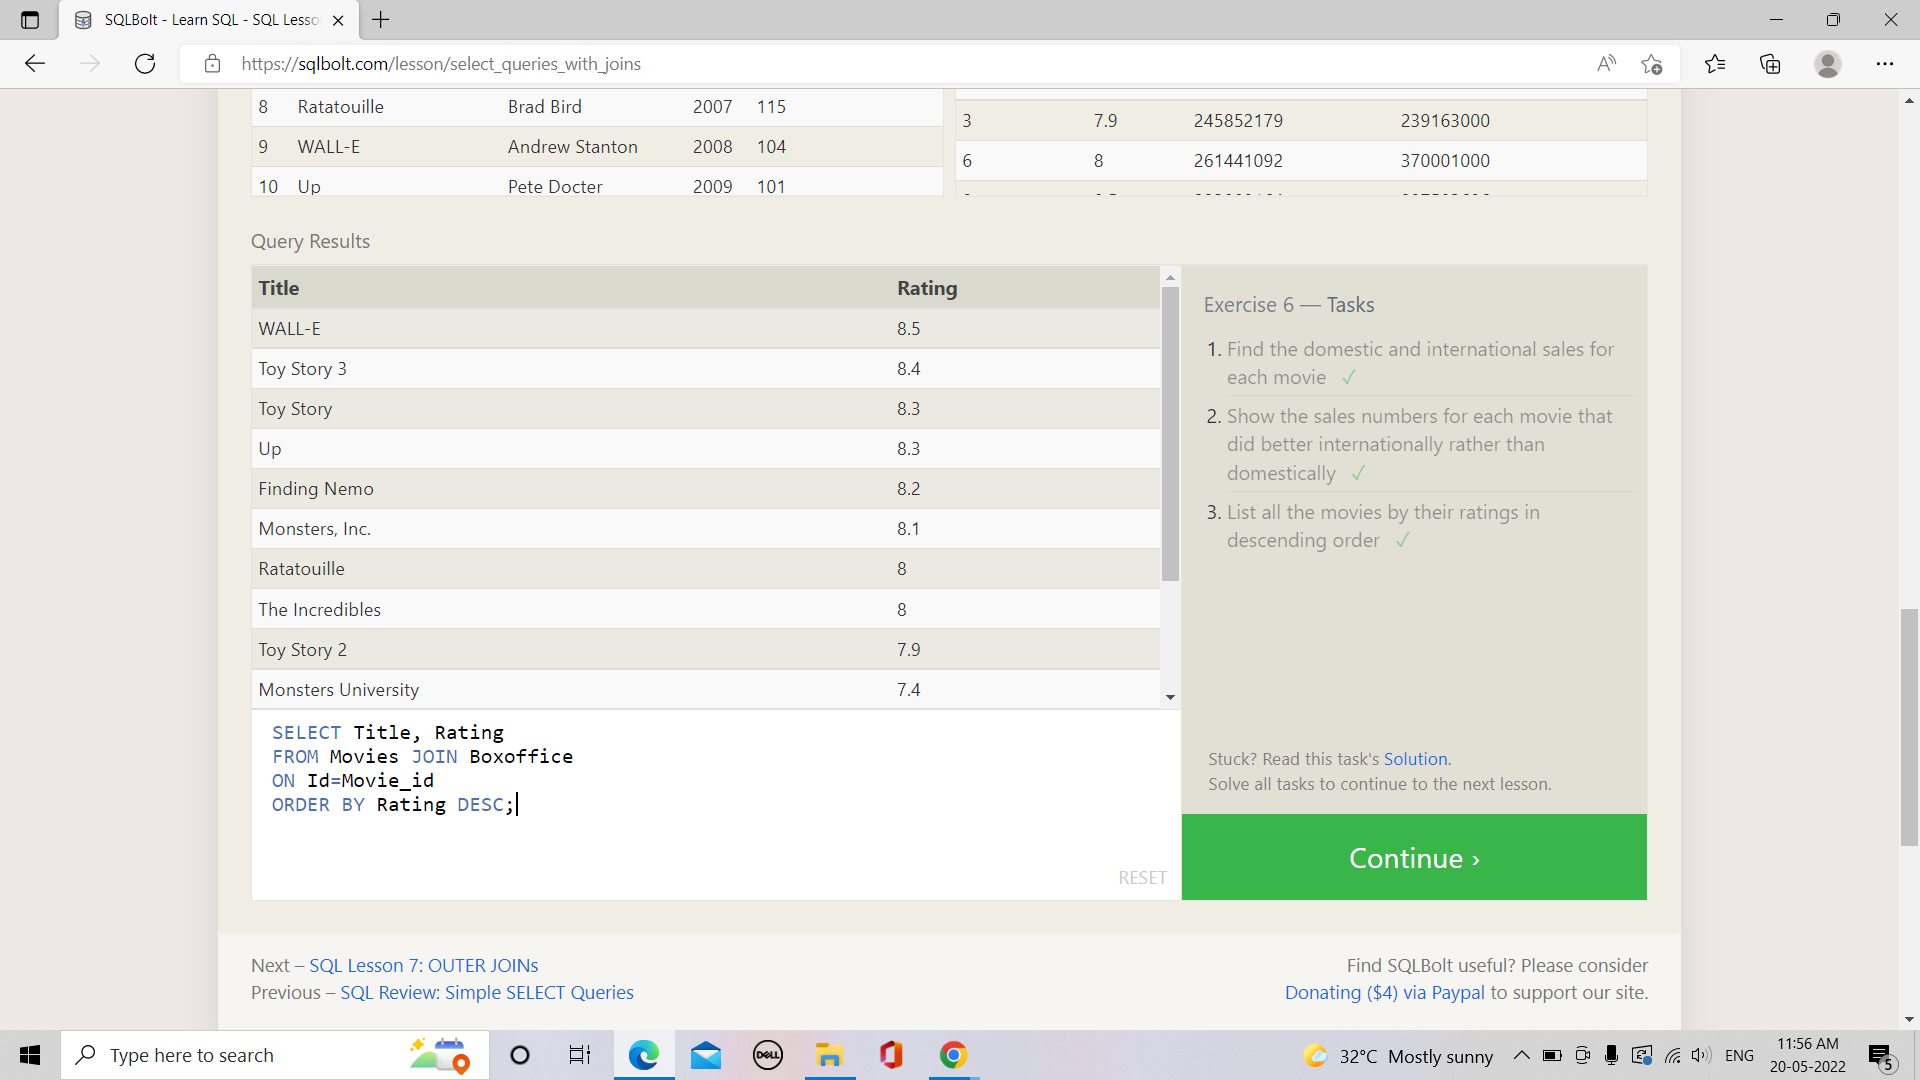 SQLBolt - Learn SQL - SQL Lesso
https://sqlbolt.com/lesson/select_queries_with_joins
8 Ratatouille Brad Bird 2007 115
9 WALL-E Andrew Stanton 2008 104
10 Up Pete Docter 2009 101
3 7.9 245852179 239163000
6 8 261441092 370001000
Query Results
Title Rating
WALL-E 8.5
Toy Story 3 8.4
Toy Story 8.3
Up 8.3
Finding Nemo 8.2
Monsters, Inc. 8.1
Ratatouille 8
The Incredibles 8
Toy Story 2 7.9
Monsters University 7.4
SELECT Title, Rating
FROM Movies JOIN Boxoffice
ON Id=Movie_id
ORDER BY Rating DESC;
RESET
Exercise 6 — Tasks
1. Find the domestic and international sales for
each movie ✓
2. Show the sales numbers for each movie that
did better internationally rather than
domestically ✓
3. List all the movies by their ratings in
descending order ✓
Stuck? Read this task's Solution.
Solve all tasks to continue to the next lesson.
Continue ›
Next – SQL Lesson 7: OUTER JOINs
Previous – SQL Review: Simple SELECT Queries
Find SQLBolt useful? Please consider
Donating ($4) via Paypal to support our site.
Type here to search
DELL
32°C Mostly sunny
ENG
11:56 AM
20-05-2022
5